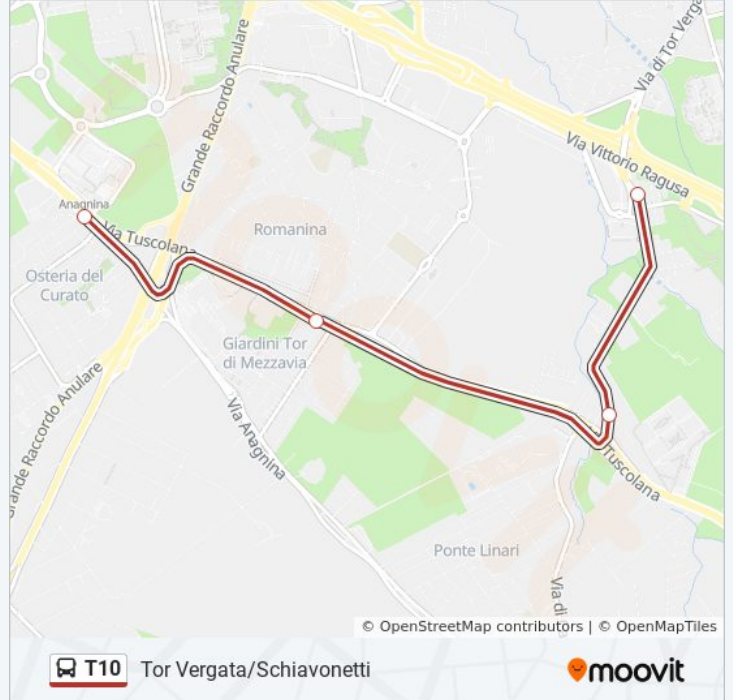 Via di Tor Verga
Grande Raccordo Anulare
Via Vittorio Ragusa
Anagnina
Via Tuscolana
Romanina
Osteria del
Curato
Giardini Tor
di Mezzavia
Grande Raccordo Anulare
Via Anagnina
Tuscolana
Ponte Linari
Via di
© OpenStreetMap contributors | © OpenMapTiles
T10 Tor Vergata/Schiavonetti
moovit